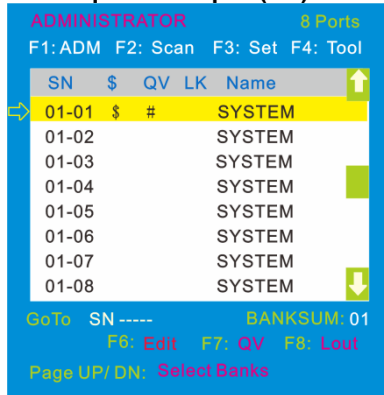 ADMINISTRATOR 8 Ports
F1: ADM F2: Scan F3: Set F4: Tool
SN $ QV LK Name
01-01 $ # SYSTEM
01-02 SYSTEM
01-03 SYSTEM
01-04 SYSTEM
01-05 SYSTEM
01-06 SYSTEM
01-07 SYSTEM
01-08 SYSTEM
GoTo SN ----- BANKSUM: 01
F6: Edit F7: QV F8: Lout
Page UP/ DN: Select Banks